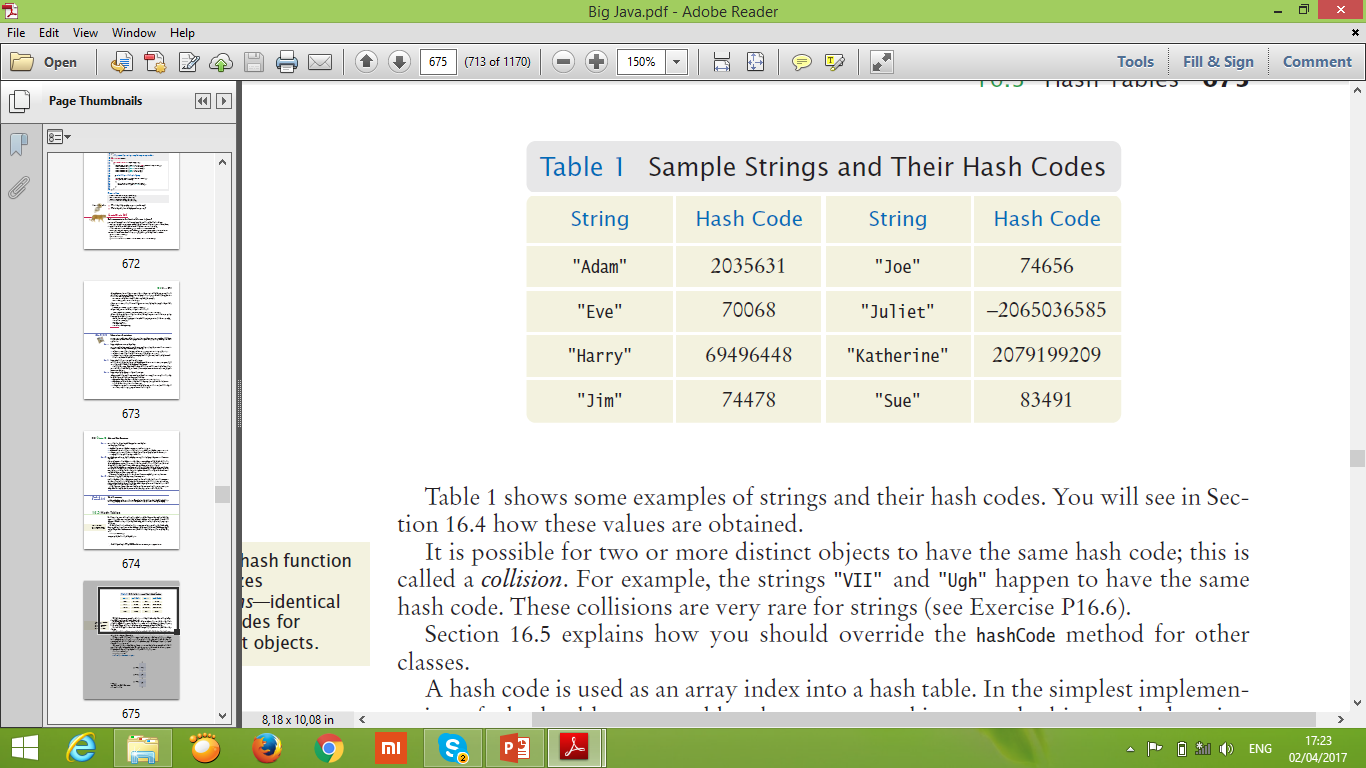 Big Java.pdf - Adobe Reader
File Edit View Window Help
Open 675 (713 of 1170) 150% Tools Fill & Sign Comment
Page Thumbnails
672
673
674
675
16.3 Hash Tables 675
Table 1 Sample Strings and Their Hash Codes
String Hash Code String Hash Code
"Adam" 2035631 "Joe" 74656
"Eve" 70068 "Juliet" –2065036585
"Harry" 69496448 "Katherine" 2079199209
"Jim" 74478 "Sue" 83491
Table 1 shows some examples of strings and their hash codes. You will see in Sec-
tion 16.4 how these values are obtained.
It is possible for two or more distinct objects to have the same hash code; this is
called a collision. For example, the strings "VII" and "Ugh" happen to have the same
hash code. These collisions are very rare for strings (see Exercise P16.6).
Section 16.5 explains how you should override the hashCode method for other
classes.
A hash code is used as an array index into a hash table. In the simplest implemen-
hash function
es
ns—identical
des for
t objects.
8,18 x 10,08 in
mi
S 2
P
ENG
17:23
02/04/2017